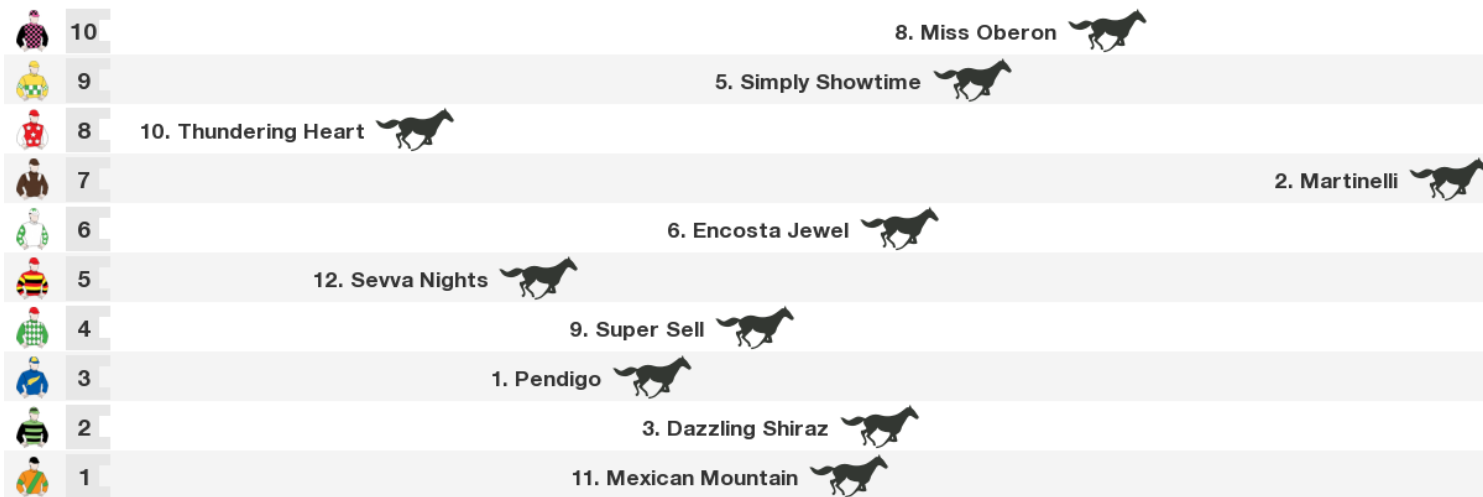 10 8. Miss Oberon
9 5. Simply Showtime
8 10. Thundering Heart
7 2. Martinelli
6 6. Encosta Jewel
5 12. Sevva Nights
4 9. Super Sell
3 1. Pendigo
2 3. Dazzling Shiraz
1 11. Mexican Mountain